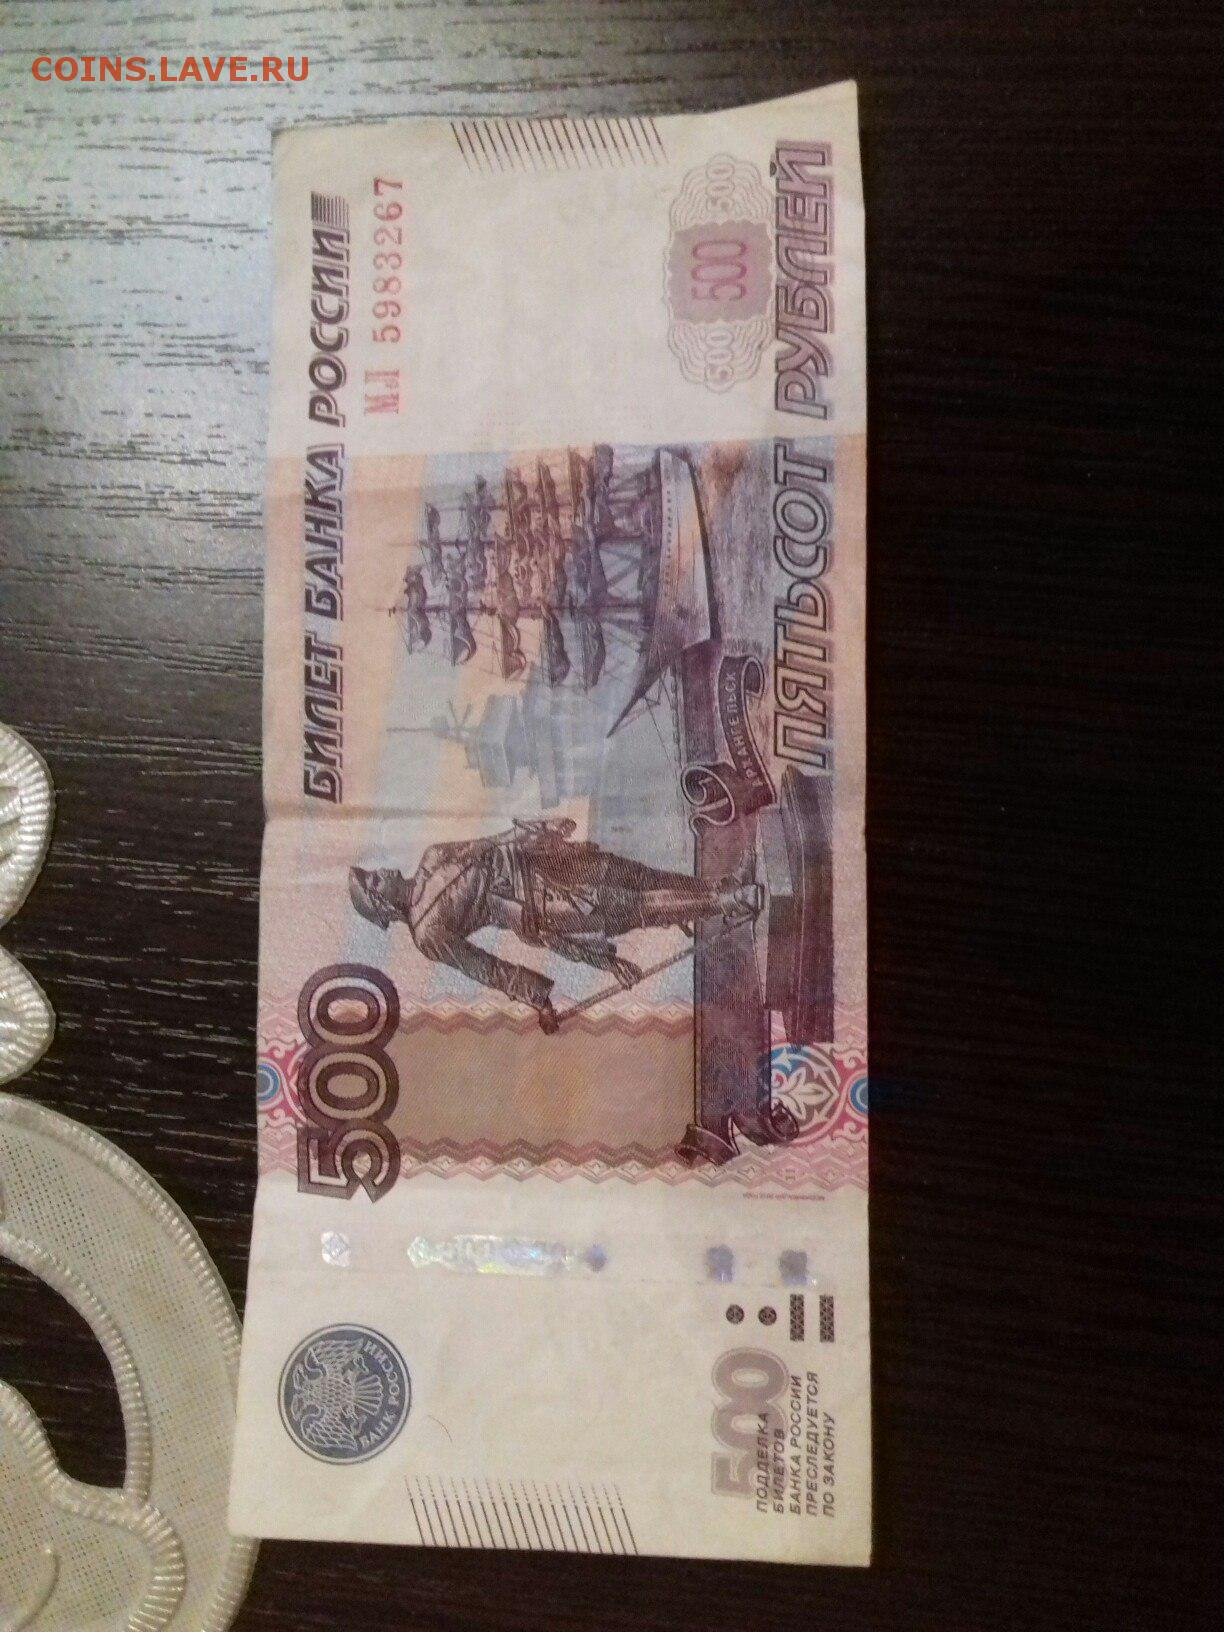 COINS.LAVE.RU
БИЛЕТ БАНКА РОССИИ
МЛ 5983267
500
АРХАНГЕЛЬСК
500 500 500
ПЯТЬСОТ РУБЛЕЙ
БАНК РОССИИ
500
ПОДДЕЛКА
БИЛЕТОВ
БАНКА РОССИИ
ПРЕСЛЕДУЕТСЯ
ПО ЗАКОНУ